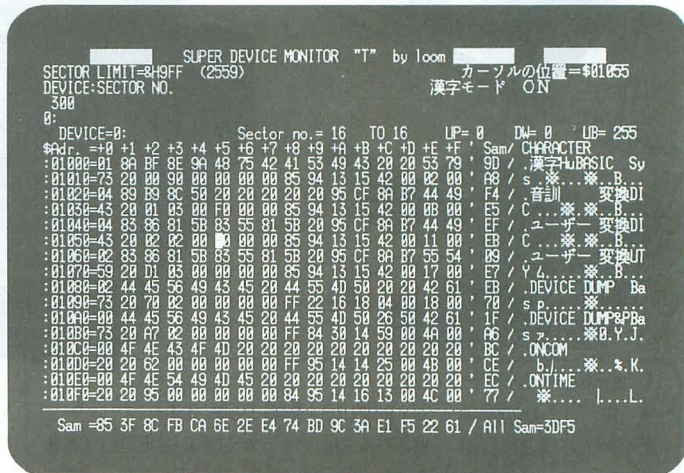 SUPER DEVICE MONITOR "T" by loom
SECTOR LIMIT=&H9FF (2559) カーソルの位置=$01055
DEVICE:SECTOR NO. 漢字モード ON
300
0:
DEVICE=0: Sector no.= 16 TO 16 UP= 0 DW= 0 UB= 255
$Adr. =+0 +1 +2 +3 +4 +5 +6 +7 +8 +9 +A +B +C +D +E +F ' Sam/ CHARACTER
:01000=01 8A BF 8E 9A 48 75 42 41 53 49 43 20 20 53 79 ' 9D / .漢字HuBASIC Sy
:01010=73 20 00 90 00 00 00 00 85 94 13 15 42 00 02 00 ' A8 / s .※....※..B...
:01020=04 89 B9 8C 50 20 20 20 20 20 95 CF 8A B7 44 49 ' F4 / .音訓 変換DI
:01030=43 20 01 03 00 F0 00 00 85 94 13 15 42 00 0B 00 ' E5 / C ....※.※..B...
:01040=04 83 86 81 5B 83 55 81 5B 20 95 CF 8A B7 44 49 ' EF / .ユーザー 変換DI
:01050=43 20 02 02 00 00 00 85 94 13 15 42 00 11 00 ' EB / C ......※..B...
:01060=02 83 86 81 5B 83 55 81 5B 20 95 CF 8A B7 55 54 ' 09 / .ユーザー 変換UT
:01070=59 20 D1 03 00 00 00 00 85 94 13 15 42 00 17 00 ' E7 / Y ム.....※..B...
:01080=02 44 45 56 49 43 45 20 44 55 4D 50 20 20 42 61 ' EB / .DEVICE DUMP Ba
:01090=73 20 70 02 00 00 00 00 FF 22 16 18 04 00 18 00 ' 70 / s p.....
:010A0=00 44 45 56 49 43 45 20 44 55 4D 50 26 50 42 61 ' 1F / .DEVICE DUMP&PBa
:010B0=73 20 A7 02 00 00 00 00 FF 84 30 14 59 00 4A 00 ' A6 / s ァ.....※0.Y.J.
:010C0=00 4F 4E 43 4F 4D 20 20 20 20 20 20 20 20 20 20 ' BC / .ONCOM
:010D0=20 20 62 00 00 00 00 00 FF 95 14 14 25 00 4B 00 ' CE / b.....※..%.K.
:010E0=00 4F 4E 54 49 4D 45 20 20 20 20 20 20 20 20 20 ' EC / .ONTIME
:010F0=20 20 95 00 00 00 00 00 84 95 14 16 13 00 4C 00 ' 77 / ※.... |....L.
Sam =85 3F 8C FB CA 6E 2E E4 74 BD 9C 3A E1 F5 22 61 / All Sam=3DF5